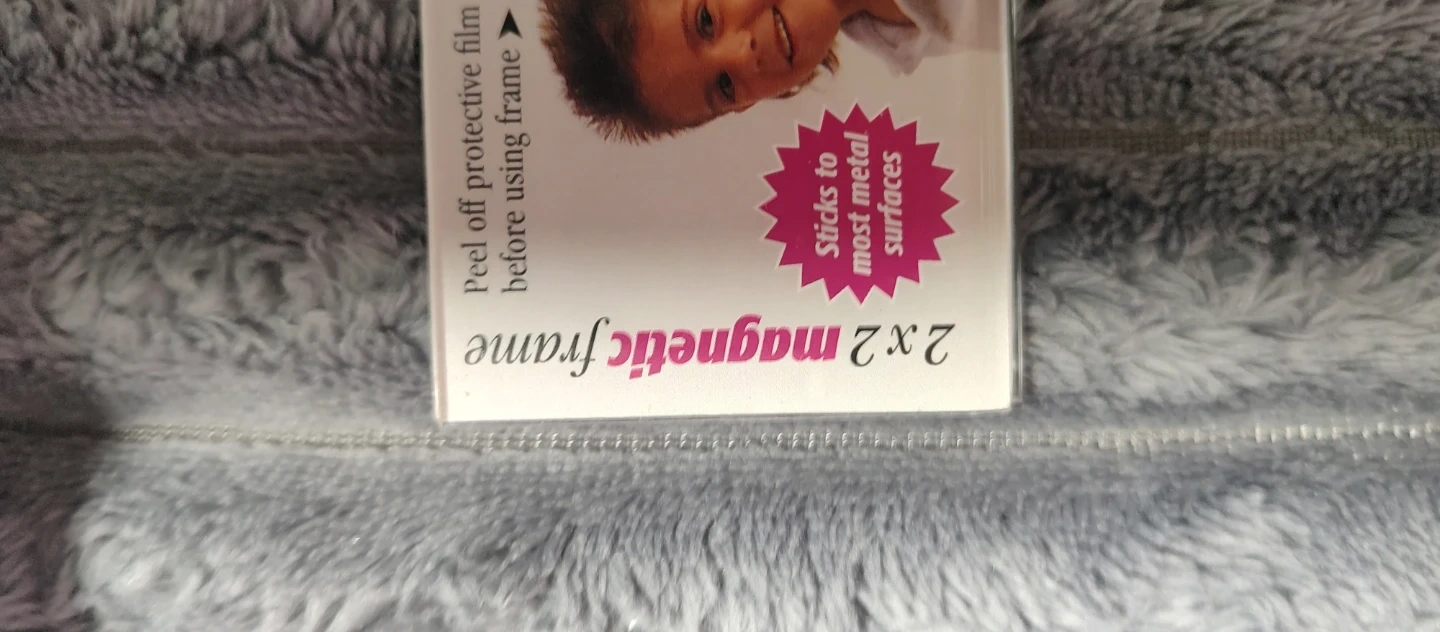 Peel off protective film
before using frame ➤
Sticks to
most metal
surfaces
2 x 2 magnetic frame